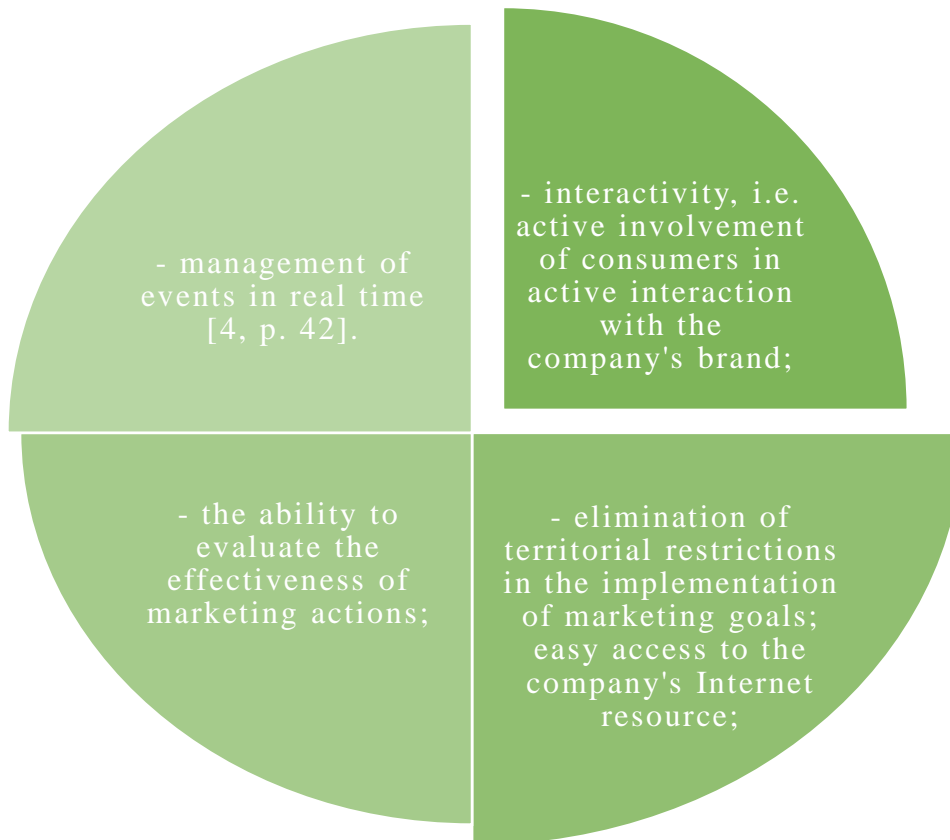 - interactivity, i.e.
active involvement
of consumers in
active interaction
with the
company's brand;
- elimination of
territorial restrictions
in the implementation
of marketing goals;
easy access to the
company's Internet
resource;
- the ability to
evaluate the
effectiveness of
marketing actions;
- management of
events in real time
[4, p. 42].